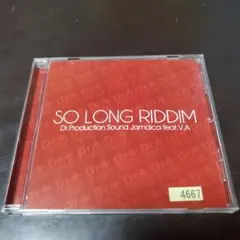 SO LONG RIDDIM
Dr.Production Sound Jamaica feat.V.A.
4667